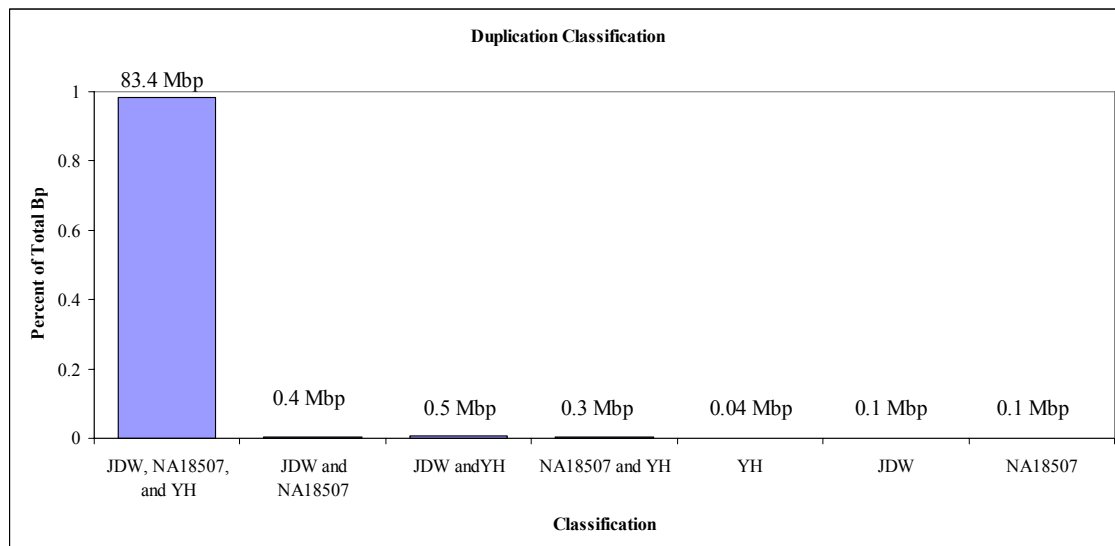 Duplication Classification
83.4 Mbp
1
0.8
0.6
0.4
0.2
0
Percent of Total Bp
0.4 Mbp
0.5 Mbp
0.3 Mbp
0.04 Mbp
0.1 Mbp
0.1 Mbp
JDW, NA18507,
and YH
JDW and
NA18507
JDW andYH
NA18507 and YH
YH
JDW
NA18507
Classification